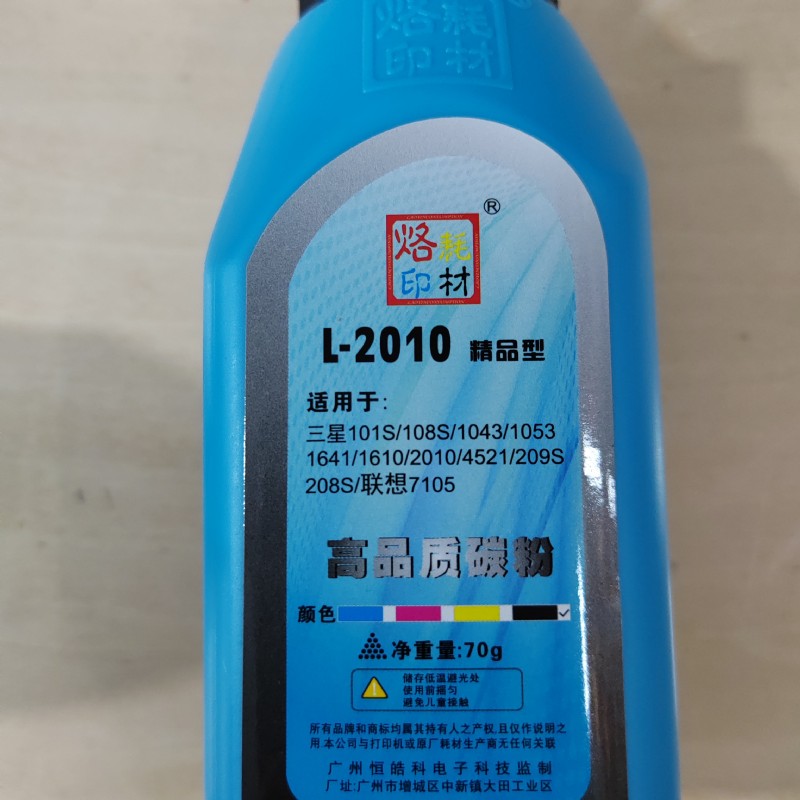 烙耗
印材
®
烙耗
印材
L-2010 精品型
适用于:
三星101S/108S/1043/1053
1641/1610/2010/4521/209S
208S/联想7105
高品质碳粉
颜色
净重量:70g
储存低温避光处
使用前摇匀
避免儿童接触
所有品牌和商标均属其持有人之产权,且仅作说明之
用.本公司与打印机或原厂耗材生产商无任何关联
广州恒皓科电子科技监制
厂址:广州市增城区中新镇大田工业区